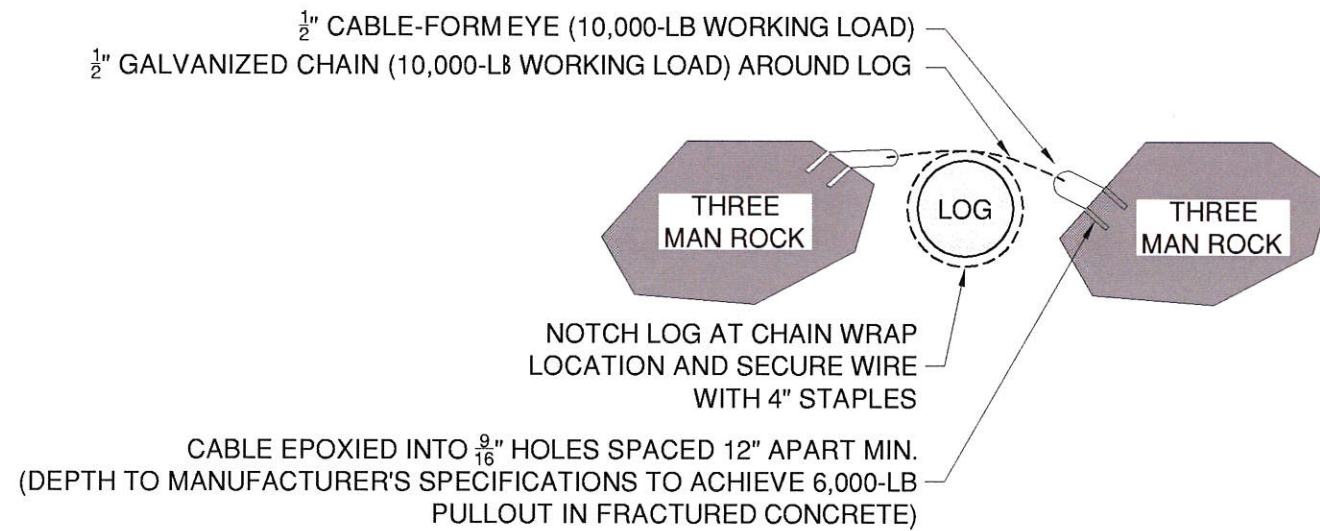 ½" CABLE-FORM EYE (10,000-LB WORKING LOAD)
½" GALVANIZED CHAIN (10,000-LB WORKING LOAD) AROUND LOG
THREE
MAN ROCK
LOG
THREE
MAN ROCK
NOTCH LOG AT CHAIN WRAP
LOCATION AND SECURE WIRE
WITH 4" STAPLES
CABLE EPOXIED INTO 9/16" HOLES SPACED 12" APART MIN.
(DEPTH TO MANUFACTURER'S SPECIFICATIONS TO ACHIEVE 6,000-LB
PULLOUT IN FRACTURED CONCRETE)